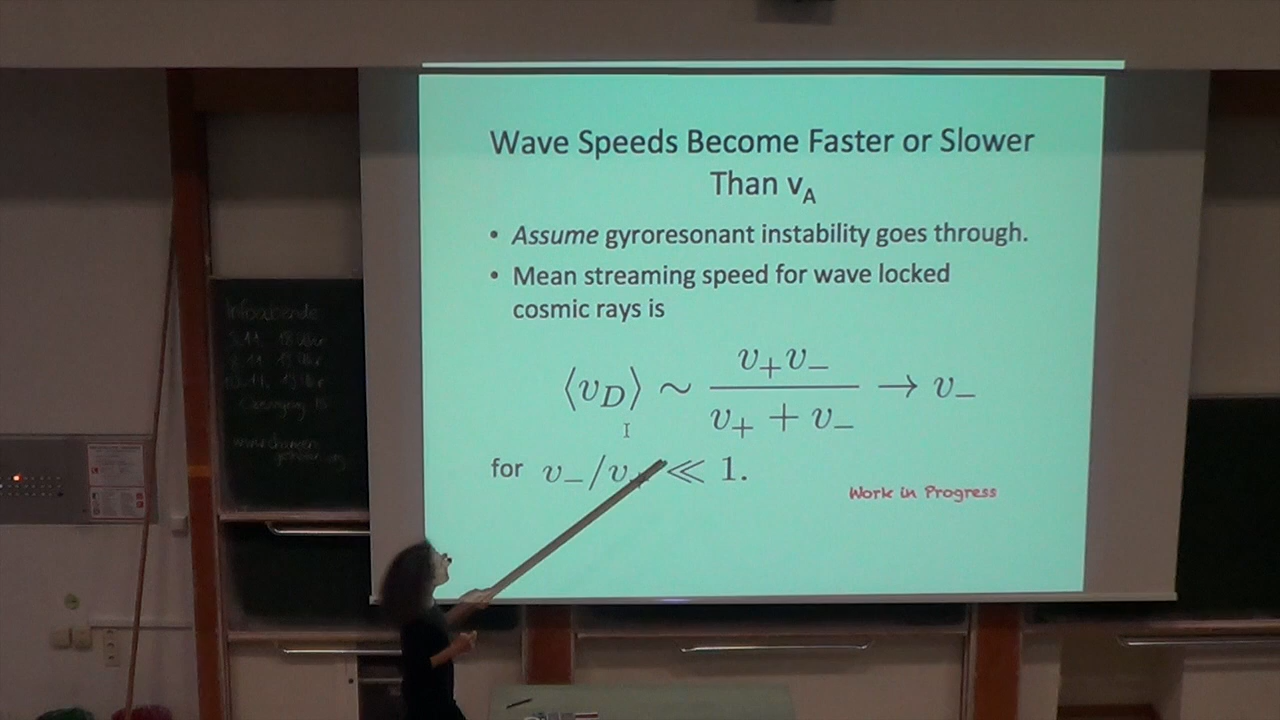 Wave Speeds Become Faster or Slower
Than v_A
• Assume gyroresonant instability goes through.
• Mean streaming speed for wave locked
cosmic rays is
⟨v_D⟩ ∼ v_+ v_− / (v_+ + v_−) → v_−
for v_−/v_+ ≪ 1.
Work in Progress
Infoabende